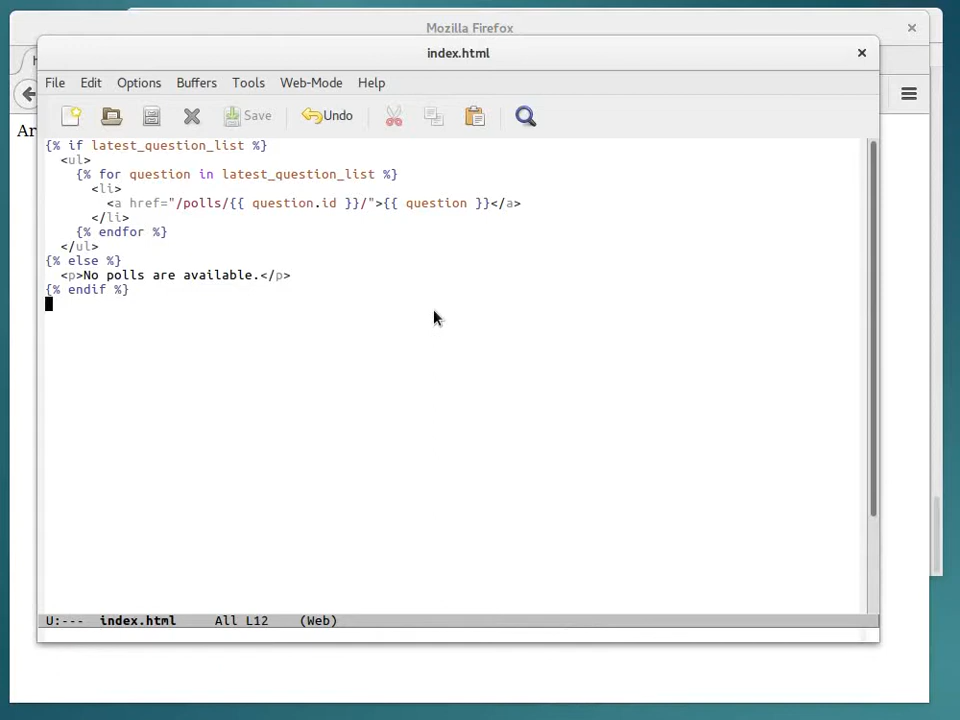 Mozilla Firefox
index.html
File Edit Options Buffers Tools Web-Mode Help
Save Undo
Ar
{% if latest_question_list %}
<ul>
{% for question in latest_question_list %}
<li>
<a href="/polls/{{ question.id }}/">{{ question }}</a>
</li>
{% endfor %}
</ul>
{% else %}
<p>No polls are available.</p>
{% endif %}
U:--- index.html All L12 (Web)